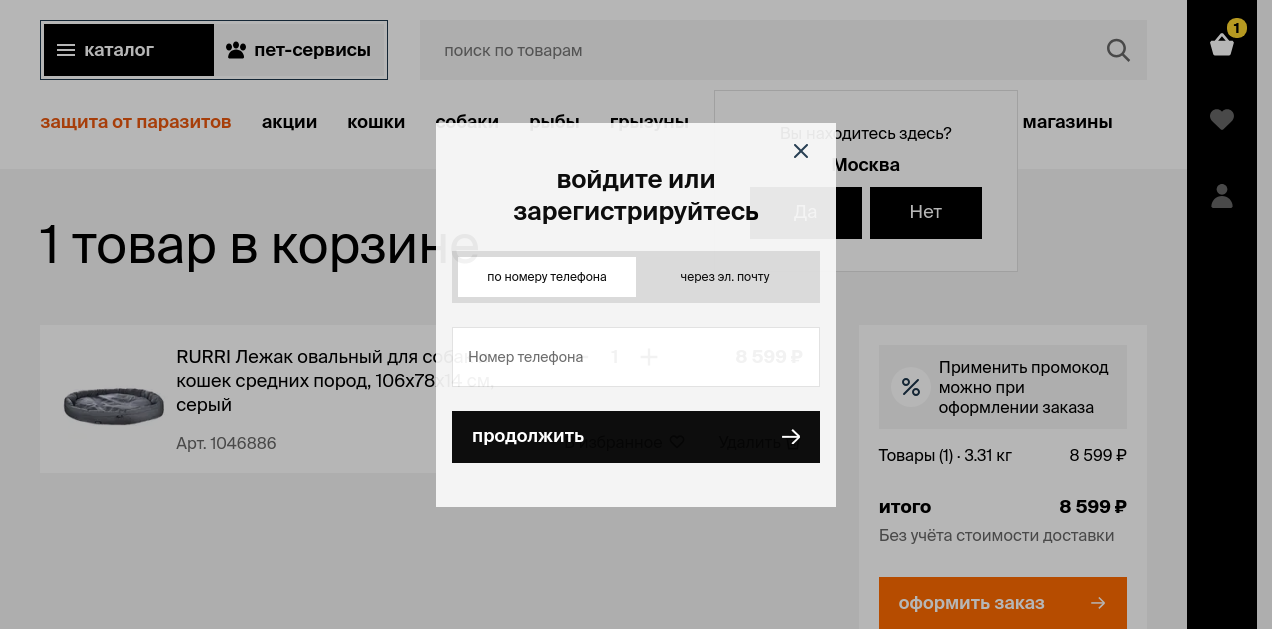 каталог
пет-сервисы
поиск по товарам
1
защита от паразитов
акции
кошки
собаки
рыбы
грызуны
магазины
Вы находитесь здесь?
Москва
Да
Нет
войдите или
зарегистрируйтесь
по номеру телефона
через эл. почту
Номер телефона
продолжить
1 товар в корзине
RURRI Лежак овальный для собак
кошек средних пород, 106x78x14 см,
серый
Арт. 1046886
1
8 599 ₽
избранное
Удалить
Применить промокод
можно при
оформлении заказа
Товары (1) · 3.31 кг
8 599 ₽
итого
8 599 ₽
Без учёта стоимости доставки
оформить заказ